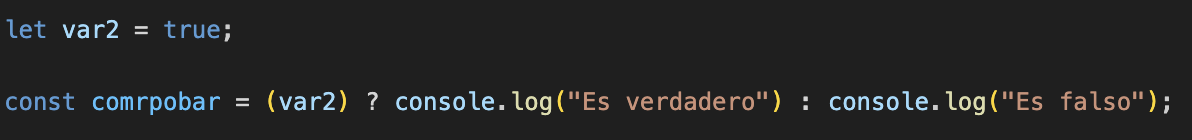 let var2 = true;
const comrpobar = (var2) ? console.log("Es verdadero") : console.log("Es falso");